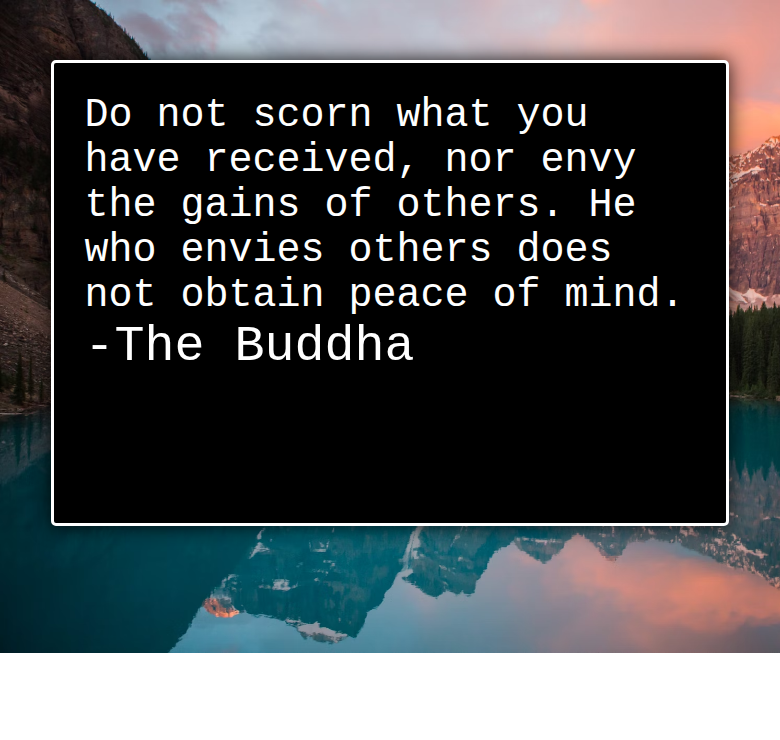 Do not scorn what you
have received, nor envy
the gains of others. He
who envies others does
not obtain peace of mind.
-The Buddha